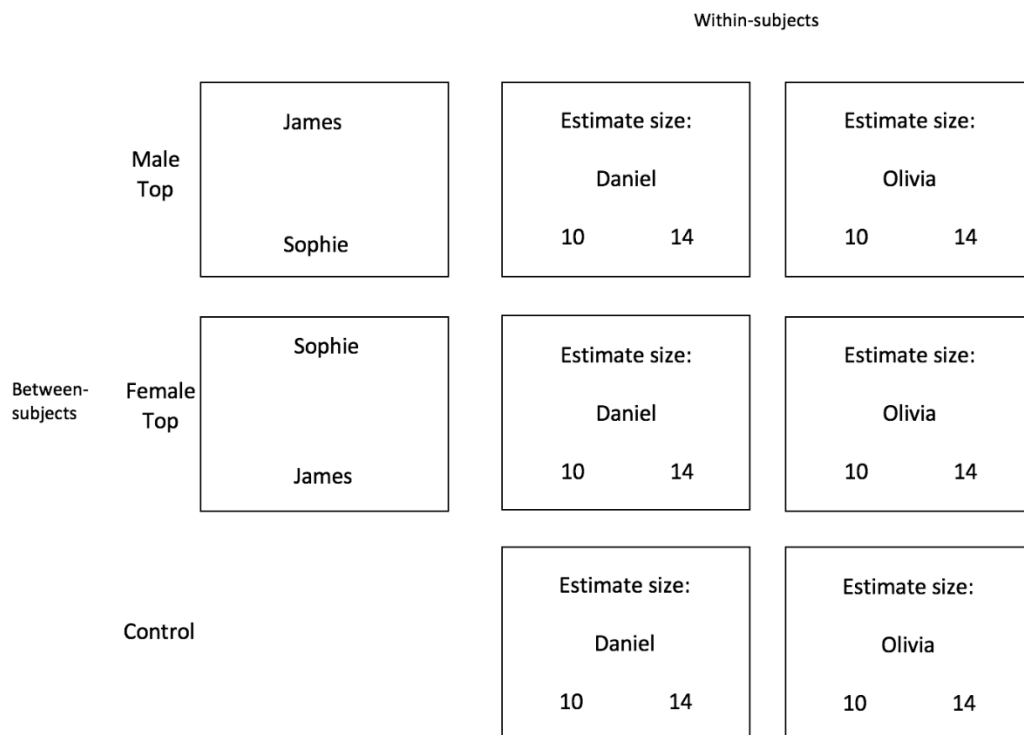 Within-subjects
Male
Top
James
Sophie
Estimate size:
Daniel
10 14
Estimate size:
Olivia
10 14
Between-
subjects
Female
Top
Sophie
James
Estimate size:
Daniel
10 14
Estimate size:
Olivia
10 14
Control
Estimate size:
Daniel
10 14
Estimate size:
Olivia
10 14